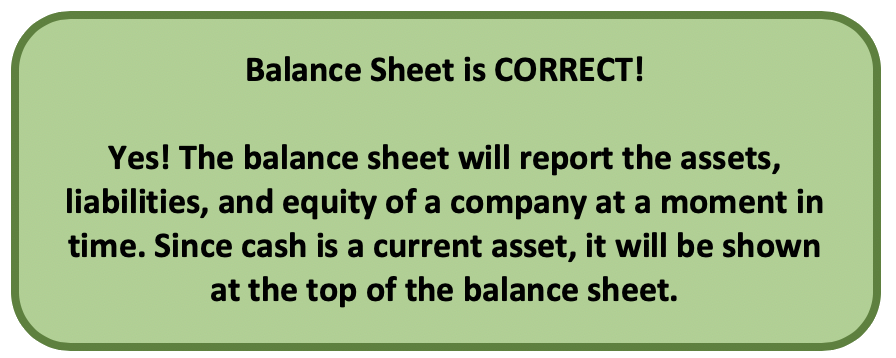 Balance Sheet is CORRECT!
Yes! The balance sheet will report the assets,
liabilities, and equity of a company at a moment in
time. Since cash is a current asset, it will be shown
at the top of the balance sheet.